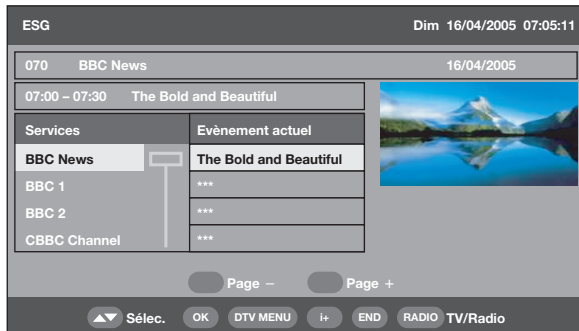 ESG Dim 16/04/2005 07:05:11
070 BBC News 16/04/2005
07:00 – 07:30 The Bold and Beautiful
Services Evènement actuel
BBC News The Bold and Beautiful
BBC 1 ***
BBC 2 ***
CBBC Channel ***
Page – Page +
Sélec. OK DTV MENU i+ END RADIO TV/Radio